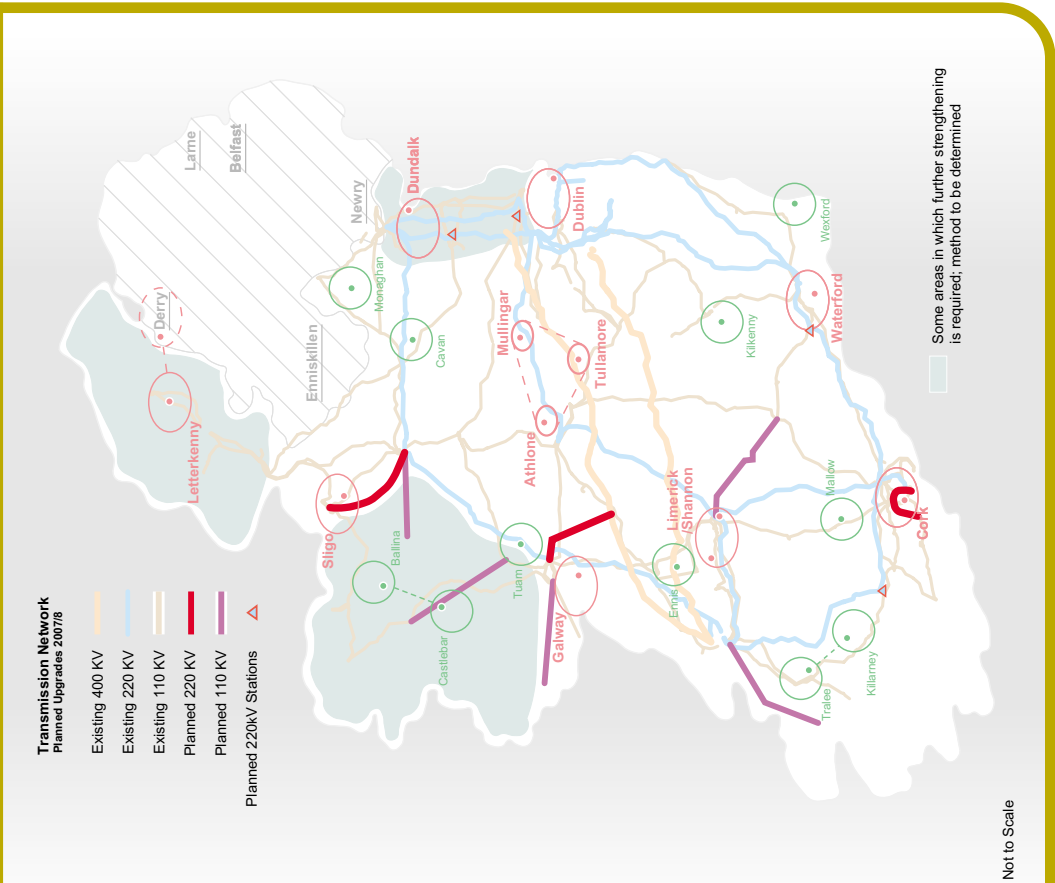 Transmission Network
Planned Upgrades 2007/8
Existing 400 KV
Existing 220 KV
Existing 110 KV
Planned 220 KV
Planned 110 KV
Planned 220kV Stations
Larne
Belfast
Derry
Letterkenny
Enniskillen
Newry
Monaghan
Dundalk
Cavan
Sligo
Ballina
Castlebar
Tuam
Galway
Mullingar
Athlone
Tullamore
Dublin
Ennis
Limerick
/Shannon
Kilkenny
Wexford
Waterford
Mallow
Tralee
Killarney
Cork
Some areas in which further strengthening
is required; method to be determined
Not to Scale